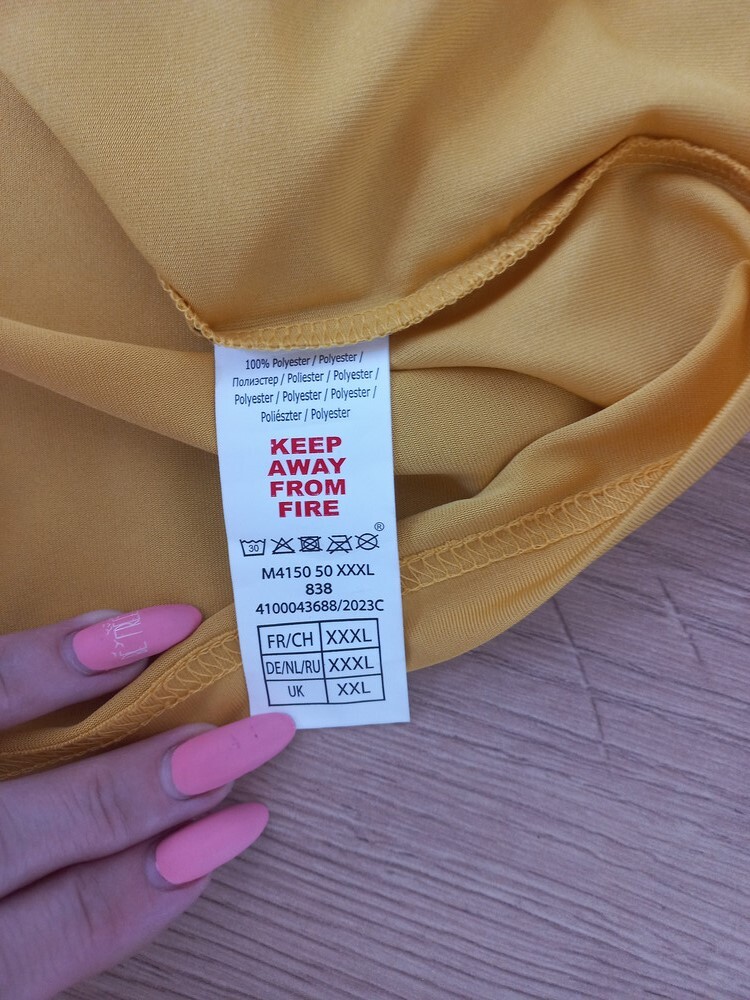 100% Polyester / Polyester /
Полиэстер / Poliester / Polyester /
Polyester / Polyester / Polyester /
Poliészter / Polyester
KEEP
AWAY
FROM
FIRE
®
30
M4150 50 XXXL
838
4100043688/2023C
FR/CH XXXL
DE/NL/RU XXXL
UK XXL